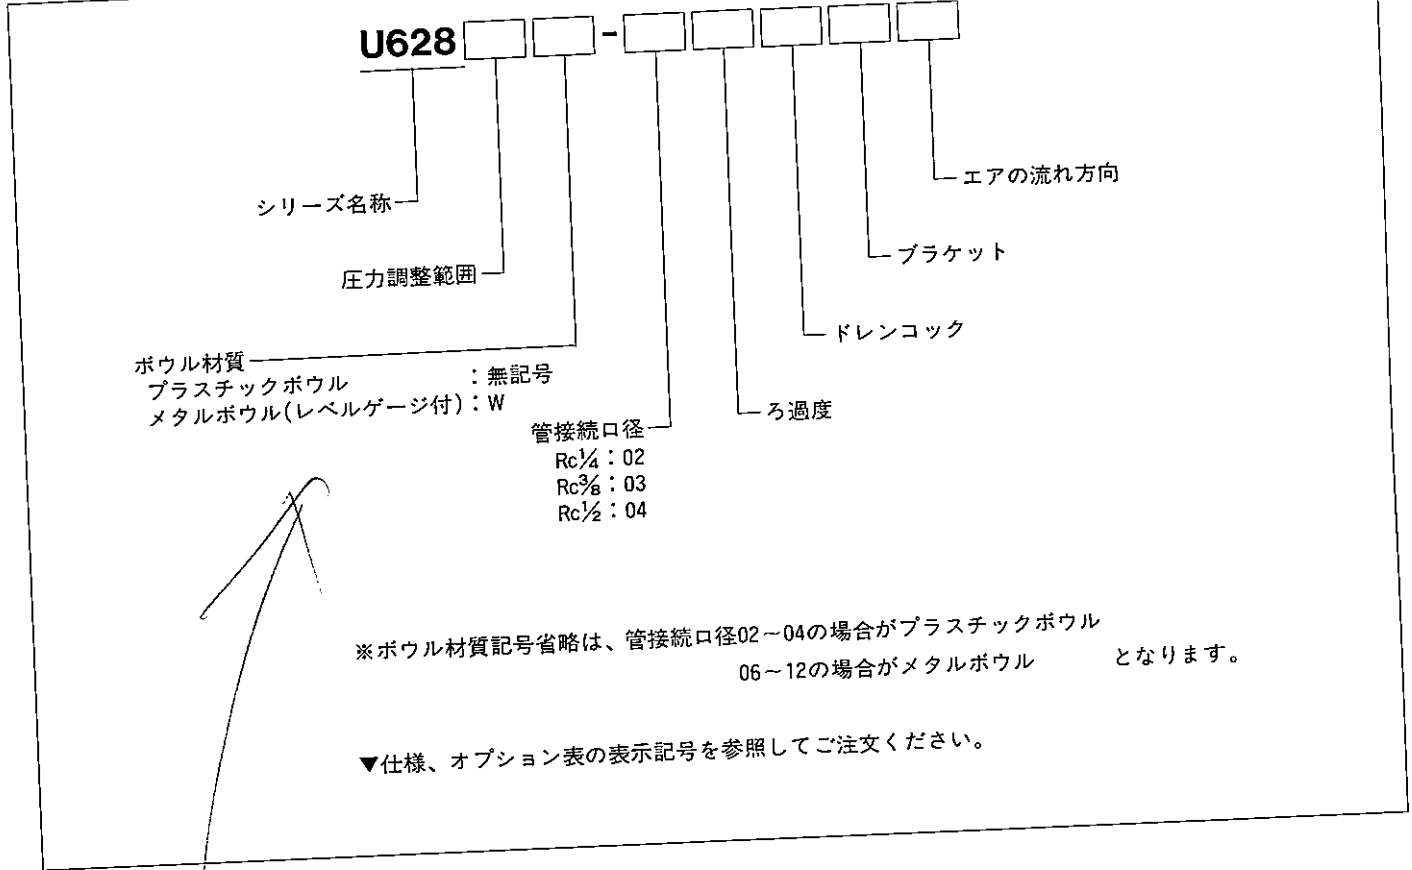 U628 -
エアの流れ方向
シリーズ名称
ブラケット
圧力調整範囲
ドレンコック
ボウル材質
プラスチックボウル :無記号
メタルボウル(レベルゲージ付):W
ろ過度
管接続口径
Rc¼:02
Rc⅜:03
Rc½:04
※ボウル材質記号省略は、管接続口径02~04の場合がプラスチックボウル
06~12の場合がメタルボウル となります。
▼仕様、オプション表の表示記号を参照してご注文ください。